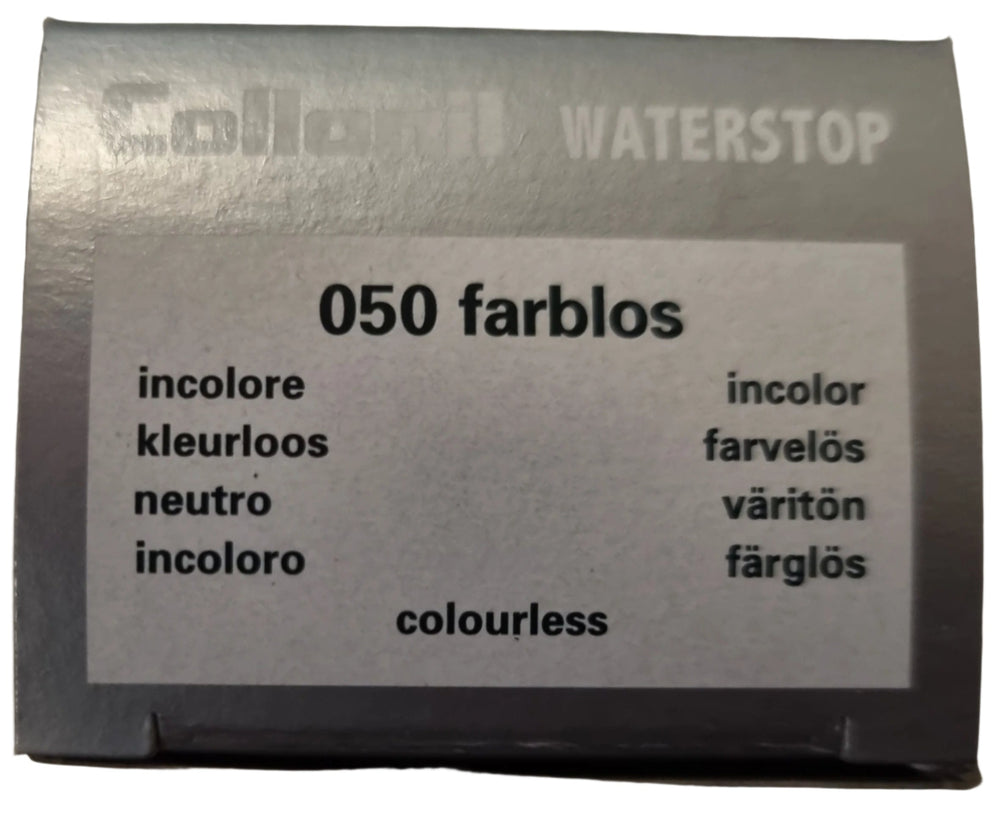 Collonil WATERSTOP
050 farblos
incolore incolor
kleurloos farvelös
neutro väritön
incoloro färglös
colourless